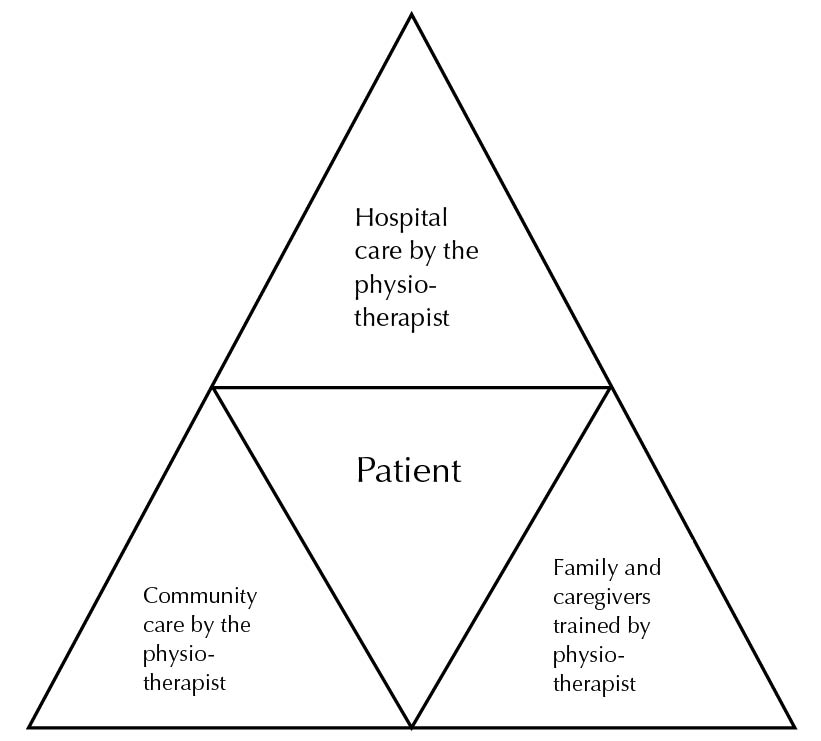 Hospital
care by the
physio-
therapist
Patient
Community
care by the
physio-
therapist
Family and
caregivers
trained by
physio-
therapist